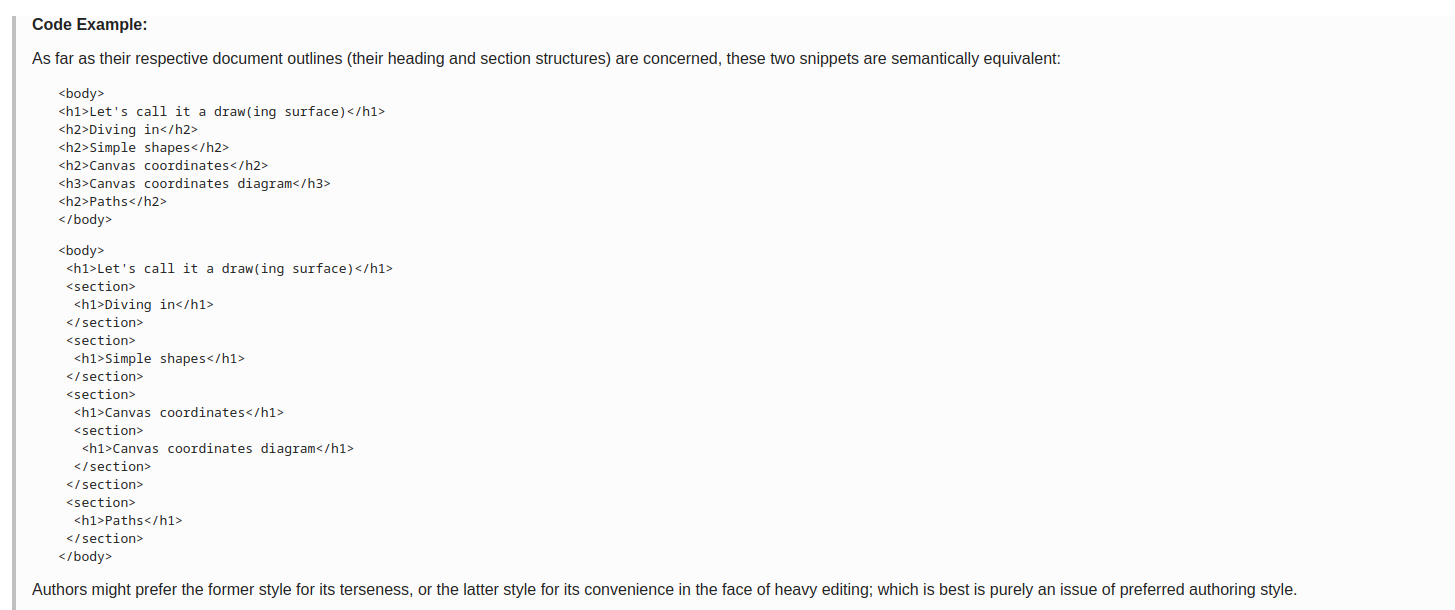 Code Example:
As far as their respective document outlines (their heading and section structures) are concerned, these two snippets are semantically equivalent:
<body>
<h1>Let's call it a draw(ing surface)</h1>
<h2>Diving in</h2>
<h2>Simple shapes</h2>
<h2>Canvas coordinates</h2>
<h3>Canvas coordinates diagram</h3>
<h2>Paths</h2>
</body>
<body>
 <h1>Let's call it a draw(ing surface)</h1>
 <section>
  <h1>Diving in</h1>
 </section>
 <section>
  <h1>Simple shapes</h1>
 </section>
 <section>
  <h1>Canvas coordinates</h1>
  <section>
   <h1>Canvas coordinates diagram</h1>
  </section>
 </section>
 <section>
  <h1>Paths</h1>
 </section>
</body>
Authors might prefer the former style for its terseness, or the latter style for its convenience in the face of heavy editing; which is best is purely an issue of preferred authoring style.